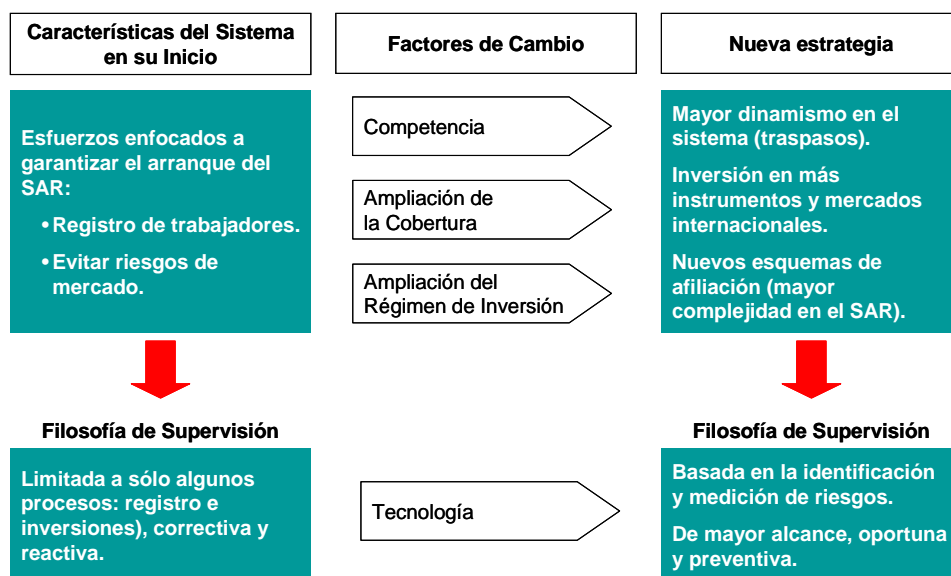 Características del Sistema
en su Inicio
Factores de Cambio
Nueva estrategia
Esfuerzos enfocados a
garantizar el arranque del
SAR:
• Registro de trabajadores.
• Evitar riesgos de
mercado.
Competencia
Ampliación de
la Cobertura
Ampliación del
Régimen de Inversión
Mayor dinamismo en el
sistema (traspasos).
Inversión en más
instrumentos y mercados
internacionales.
Nuevos esquemas de
afiliación (mayor
complejidad en el SAR).
Filosofía de Supervisión
Limitada a sólo algunos
procesos: registro e
inversiones), correctiva y
reactiva.
Tecnología
Filosofía de Supervisión
Basada en la identificación
y medición de riesgos.
De mayor alcance, oportuna
y preventiva.